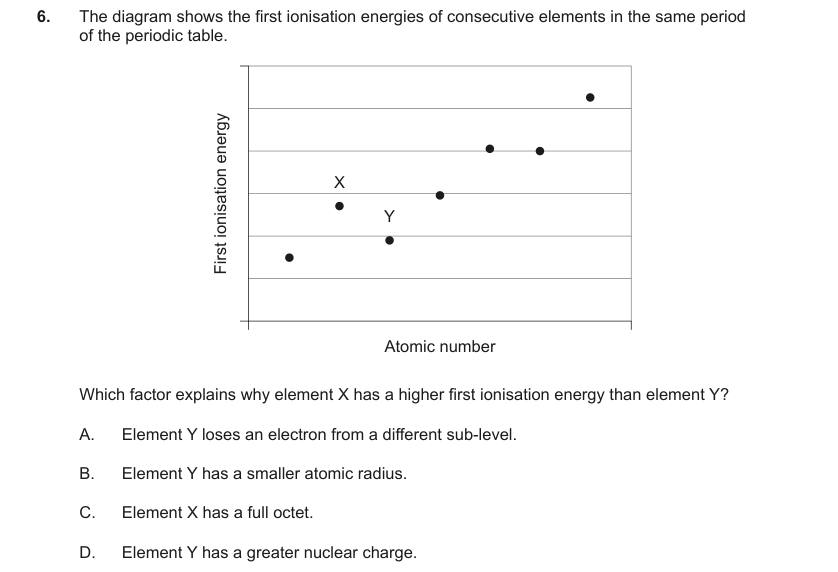 6. The diagram shows the first ionisation energies of consecutive elements in the same period
of the periodic table.
First ionisation energy
X
Y
Atomic number
Which factor explains why element X has a higher first ionisation energy than element Y?
A. Element Y loses an electron from a different sub-level.
B. Element Y has a smaller atomic radius.
C. Element X has a full octet.
D. Element Y has a greater nuclear charge.